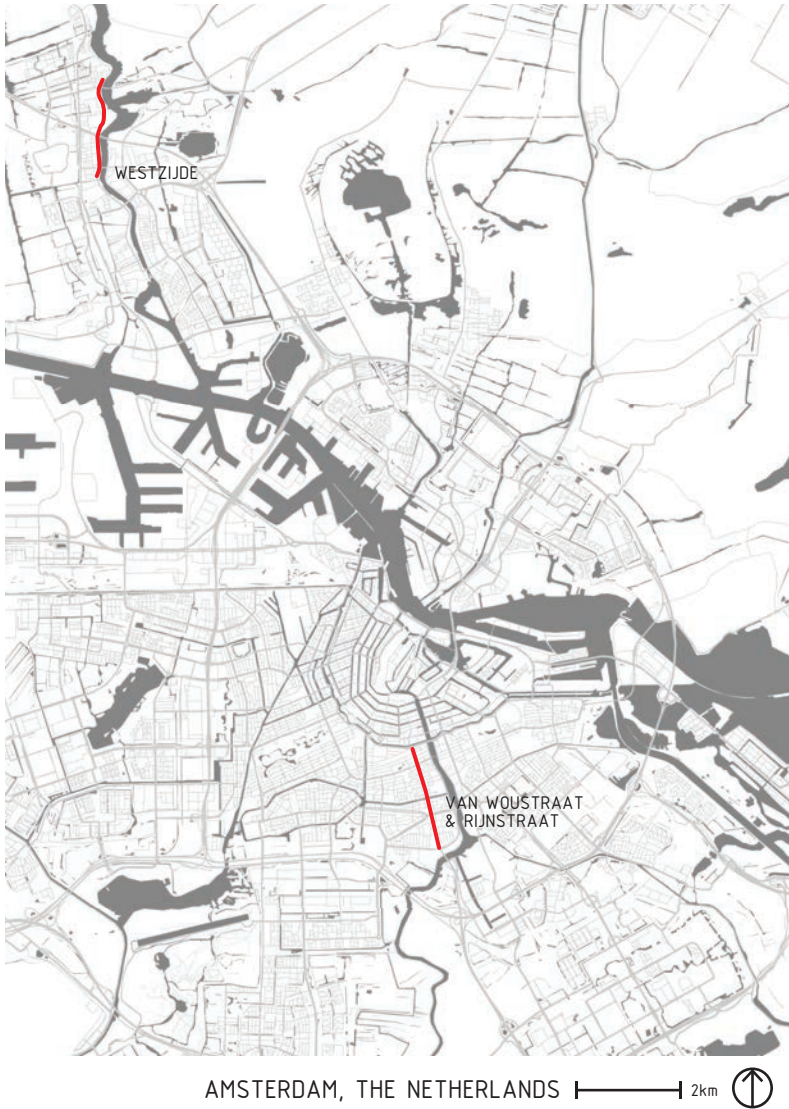 WESTZIJDE
VAN WOUSTRAAT
& RIJNSTRAAT
AMSTERDAM, THE NETHERLANDS 2km